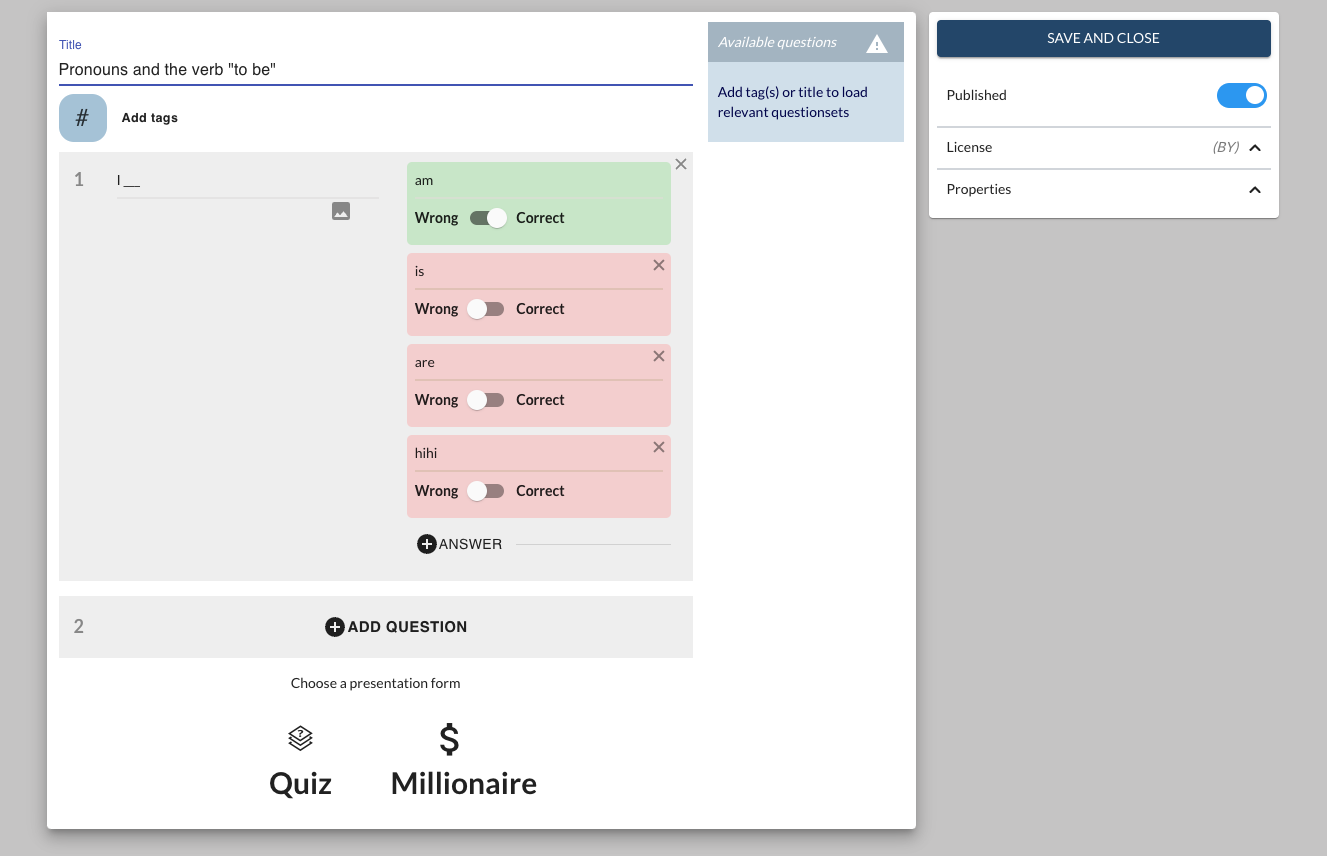 Title
Pronouns and the verb "to be"
# Add tags
Available questions
Add tag(s) or title to load
relevant questionsets
SAVE AND CLOSE
Published
License (BY)
Properties
1 I __
am
Wrong Correct
is
Wrong Correct
are
Wrong Correct
hihi
Wrong Correct
ANSWER
2 ADD QUESTION
Choose a presentation form
?
$
Quiz
Millionaire